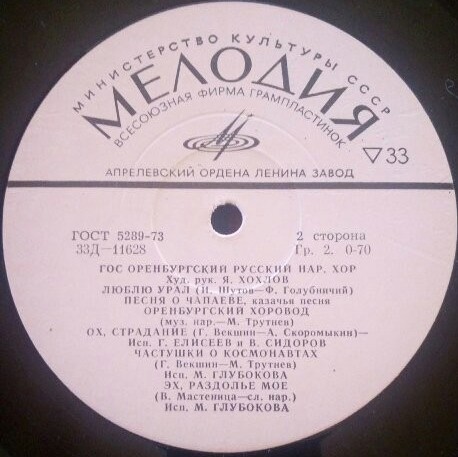 МИНИСТЕРСТВО КУЛЬТУРЫ СССР
МЕЛОДИЯ
ВСЕСОЮЗНАЯ ФИРМА ГРАМПЛАСТИНОК
▽33
АПРЕЛЕВСКИЙ ОРДЕНА ЛЕНИНА ЗАВОД
ГОСТ 5289-73 2 сторона
33Д-11628 Гр. 2. 0-70
ГОС ОРЕНБУРГСКИЙ РУССКИЙ НАР. ХОР
Худ. рук. Я. ХОХЛОВ
ЛЮБЛЮ УРАЛ (И. Шутов—Ф. Голубничий)
ПЕСНЯ О ЧАПАЕВЕ, казачья песня
ОРЕНБУРГСКИЙ ХОРОВОД
(муз. нар.—М. Трутнев)
ОХ, СТРАДАНИЕ (Г. Векшин—А. Скоромыкин)—
Исп. Г. ЕЛИСЕЕВ и В. СИДОРОВ
ЧАСТУШКИ О КОСМОНАВТАХ
(Г. Векшин—М. Трутнев)
Исп. М. ГЛУБОКОВА
ЭХ, РАЗДОЛЬЕ МОЕ
(В. Мастеница—сл. нар.)
Исп. М. ГЛУБОКОВА